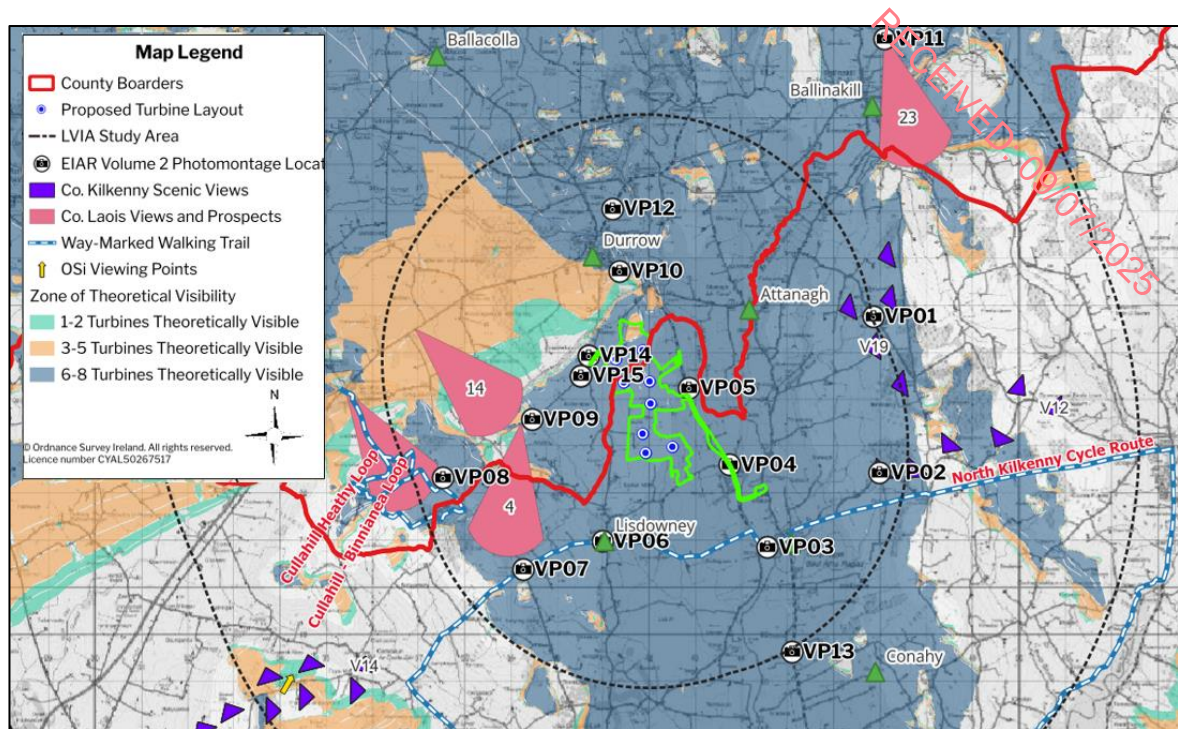 Map Legend
County Boarders
Proposed Turbine Layout
LVIA Study Area
EIAR Volume 2 Photomontage Locat
Co. Kilkenny Scenic Views
Co. Laois Views and Prospects
Way-Marked Walking Trail
OSi Viewing Points
Zone of Theoretical Visibility
1-2 Turbines Theoretically Visible
3-5 Turbines Theoretically Visible
6-8 Turbines Theoretically Visible
N
© Ordnance Survey Ireland. All rights reserved.
Licence number CYAL50267517
RECEIVED: 09/07/2025
Ballacolla
VP11
Ballinakill
23
VP12
Durrow
VP10
Attanagh
VP01
V19
VP14
VP15
VP05
14
VP09
V12
VP04
VP02
North Kilkenny Cycle Route
VP08
4
Cullahill Heathy Loop
Cullahill - Binnianea Loop
Lisdowney
VP06
VP03
VP07
VP13
Conahy
V14